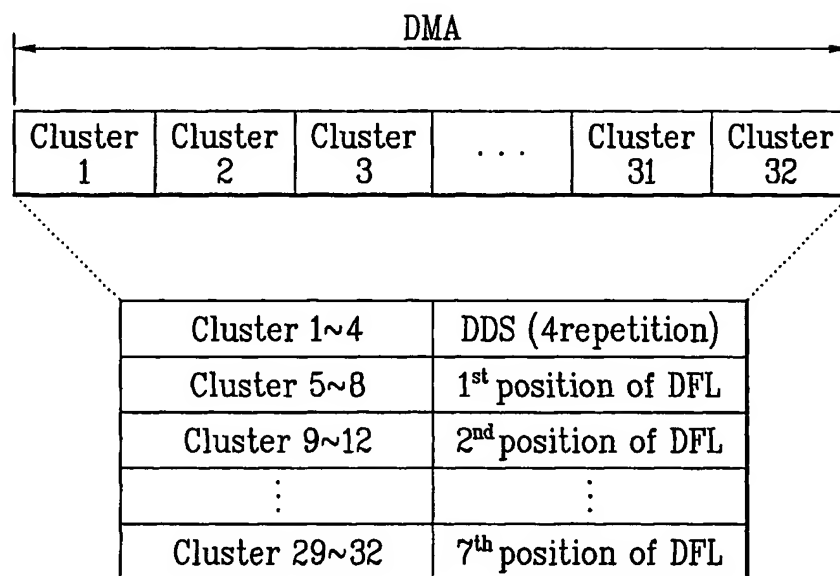 DMA
Cluster 1 Cluster 2 Cluster 3 ... Cluster 31 Cluster 32
Cluster 1~4 DDS (4repetition)
Cluster 5~8 1st position of DFL
Cluster 9~12 2nd position of DFL
⋮ ⋮
Cluster 29~32 7th position of DFL